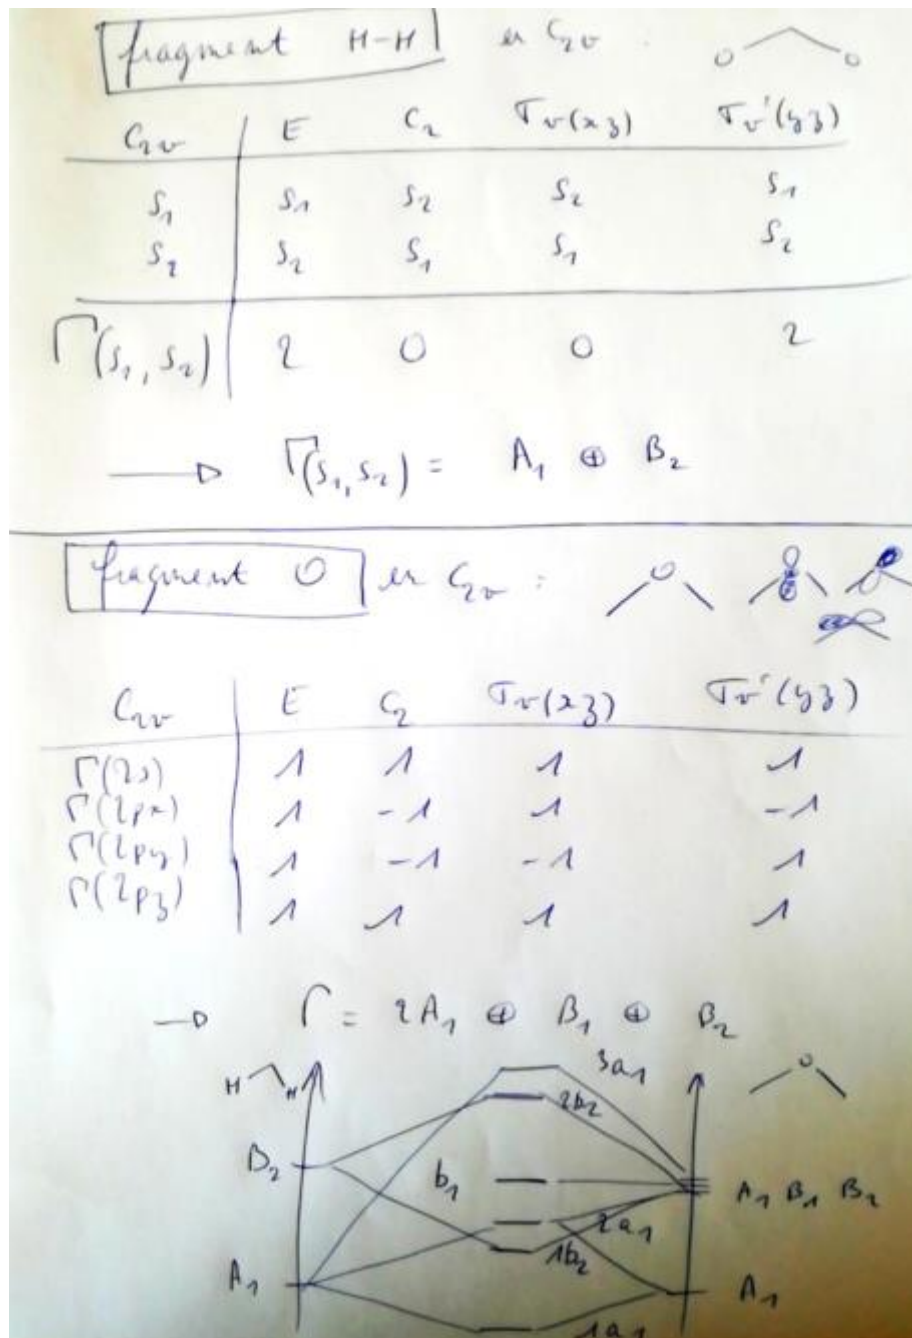 fragment H-H en C2v :
C2v E C2 σv(xz) σv'(yz)
S1 S1 S2 S2 S1
S2 S2 S1 S1 S2
Γ(S1, S2) 2 0 0 2
→ Γ(S1, S2) = A1 ⊕ B2
fragment O en C2v :
C2v E C2 σv(xz) σv'(yz)
Γ(2s) 1 1 1 1
Γ(2px) 1 -1 1 -1
Γ(2py) 1 -1 -1 1
Γ(2pz) 1 1 1 1
→ Γ = 2A1 ⊕ B1 ⊕ B2
H H 3a1 O
2b2
B2 b1 A1 B1 B2
2a1
1b2
A1 A1
1a1